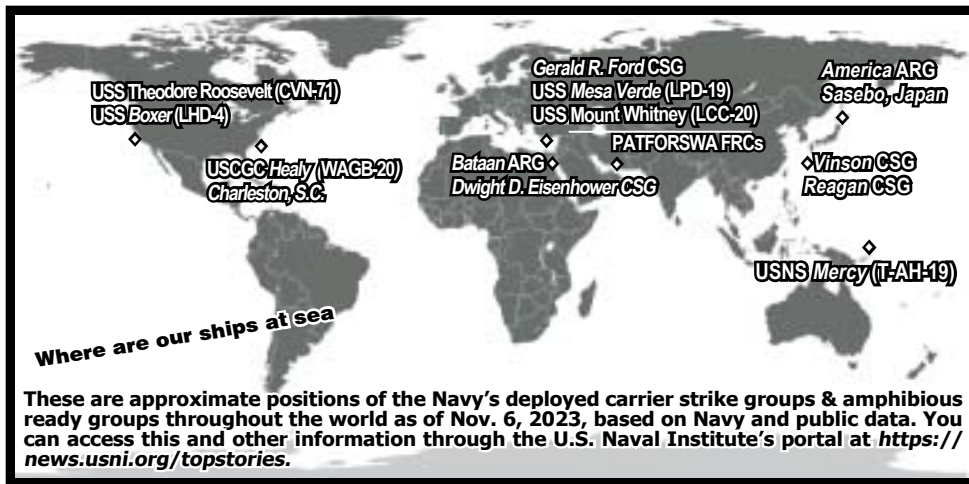 USS Theodore Roosevelt (CVN-71)
USS Boxer (LHD-4)
USCGC Healy (WAGB-20)
Charleston, S.C.
Gerald R. Ford CSG
USS Mesa Verde (LPD-19)
USS Mount Whitney (LCC-20)
PATFORSWA FRCs
Bataan ARG
Dwight D. Eisenhower CSG
America ARG
Sasebo, Japan
Vinson CSG
Reagan CSG
USNS Mercy (T-AH-19)
Where are our ships at sea
These are approximate positions of the Navy’s deployed carrier strike groups & amphibious
ready groups throughout the world as of Nov. 6, 2023, based on Navy and public data. You
can access this and other information through the U.S. Naval Institute’s portal at https://
news.usni.org/topstories.